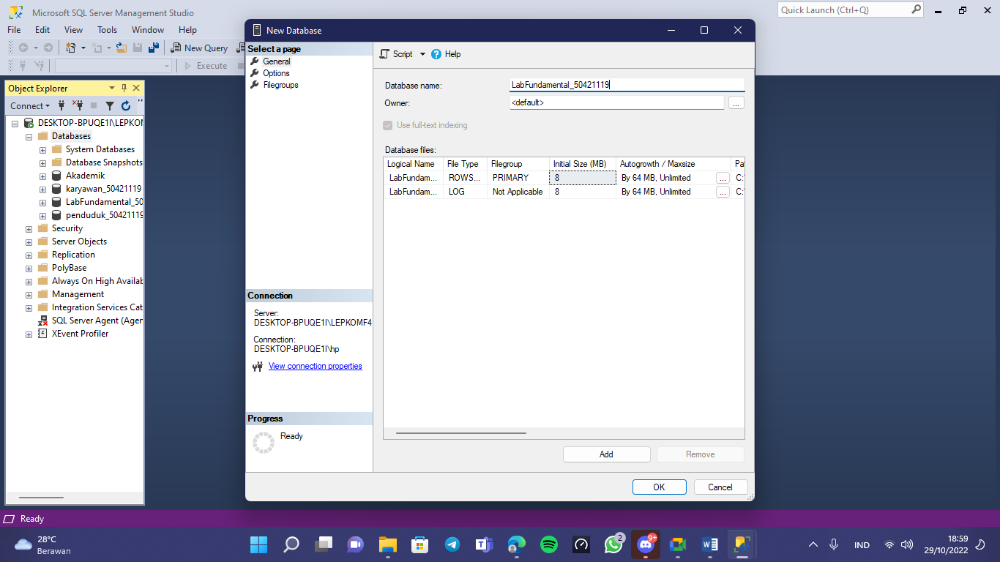 Microsoft SQL Server Management Studio
Quick Launch (Ctrl+Q)
File Edit View Tools Window Help
New Query
Execute
Object Explorer
Connect
DESKTOP-BPUQE1I\LEPKOM
Databases
System Databases
Database Snapshots
Akademik
karyawan_50421119
LabFundamental_50
penduduk_50421119
Security
Server Objects
Replication
PolyBase
Always On High Availab
Management
Integration Services Cat
SQL Server Agent (Agen
XEvent Profiler
New Database
Select a page
General
Options
Filegroups
Connection
Server:
DESKTOP-BPUQE1I\LEPKOMF4
Connection:
DESKTOP-BPUQE1I\hp
View connection properties
Progress
Ready
Script Help
Database name: LabFundamental_50421119
Owner: <default> ...
Use full-text indexing
Database files:
Logical Name File Type Filegroup Initial Size (MB) Autogrowth / Maxsize Pa
LabFundam... ROWS... PRIMARY 8 By 64 MB, Unlimited ... C:\
LabFundam... LOG Not Applicable 8 By 64 MB, Unlimited ... C:\
Add Remove
OK Cancel
Ready
28°C
Berawan
2
9+
IND
18:59
29/10/2022